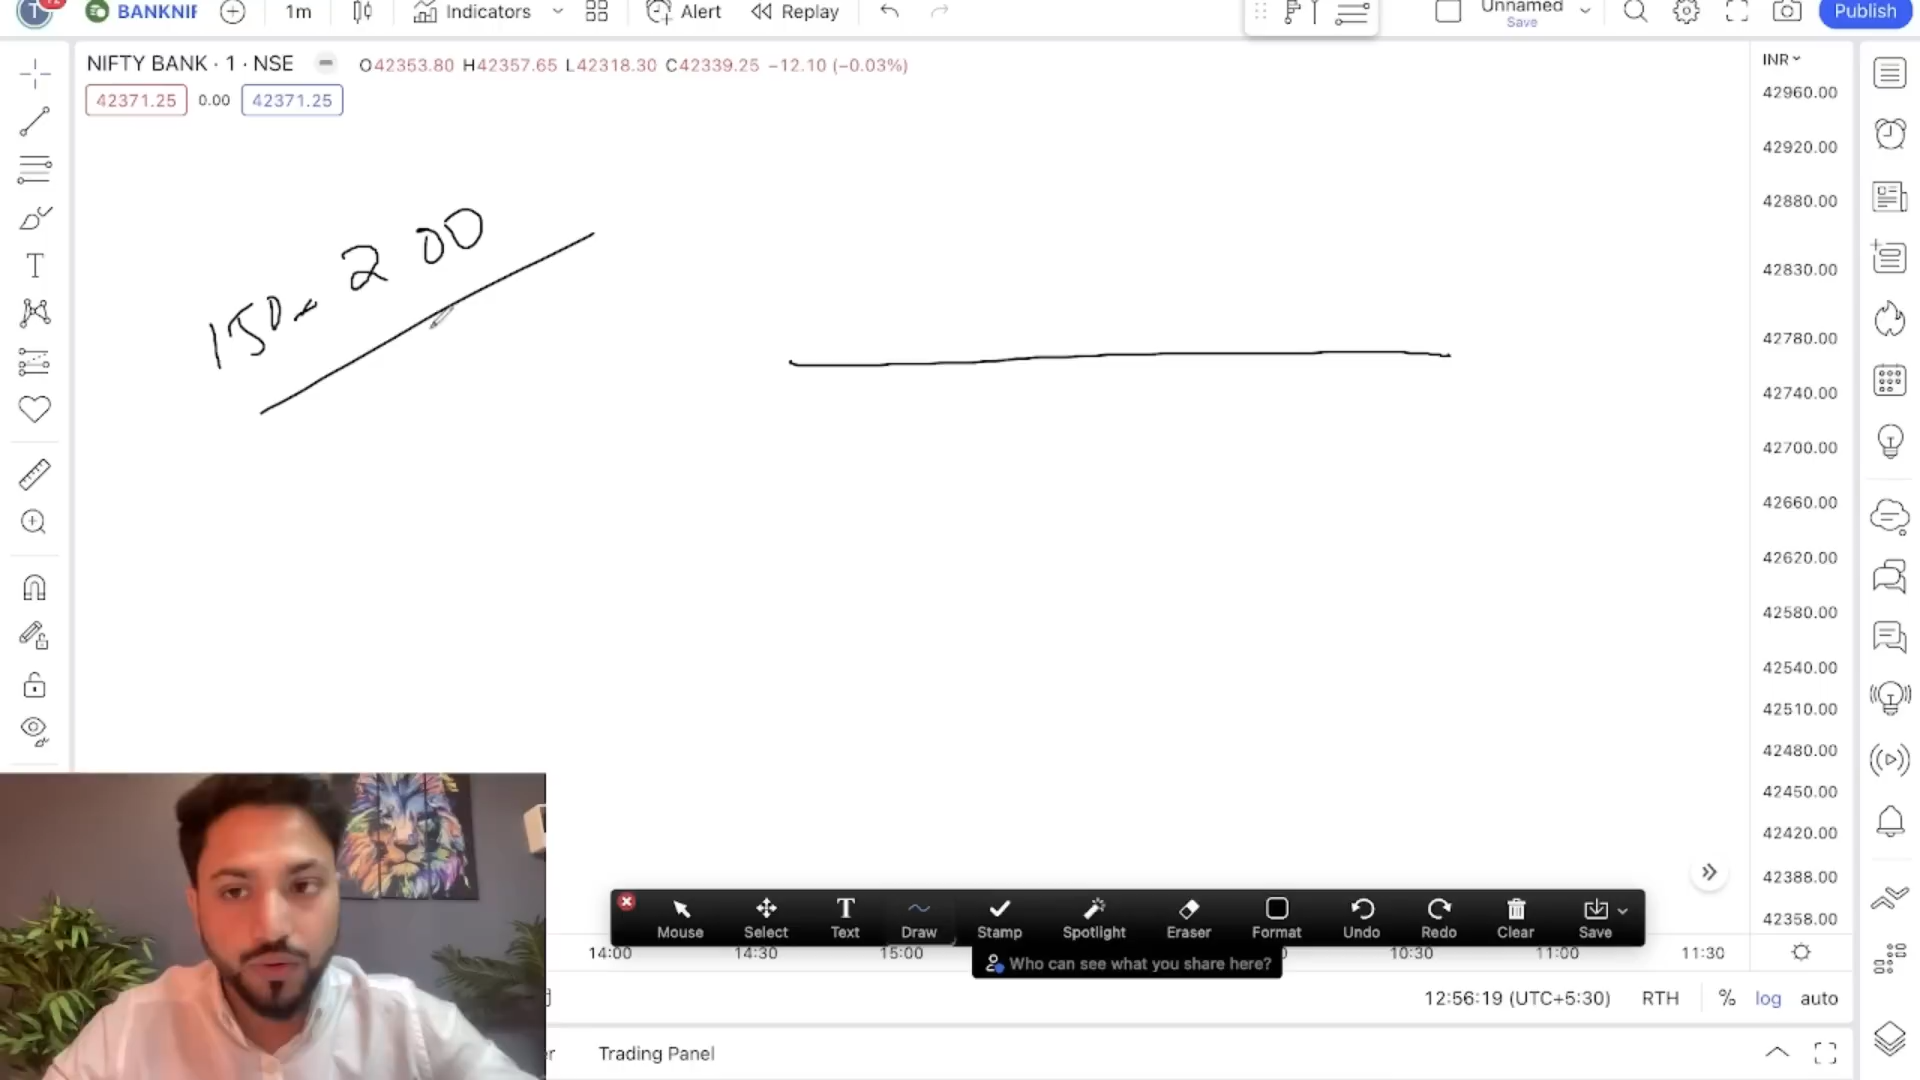 12
T
BANKNIF
1m
Indicators
Alert
Replay
Unnamed
Save
Publish
NIFTY BANK · 1 · NSE
O42353.80 H42357.65 L42318.30 C42339.25 −12.10 (−0.03%)
42371.25 0.00 42371.25
INR
42960.00
42920.00
42880.00
42830.00
42780.00
42740.00
42700.00
42660.00
42620.00
42580.00
42540.00
42510.00
42480.00
42450.00
42420.00
42388.00
42358.00
150-200
Mouse
Select
Text
Draw
Stamp
Spotlight
Eraser
Format
Undo
Redo
Clear
Save
Who can see what you share here?
14:00 14:30 15:00 10:30 11:00 11:30
12:56:19 (UTC+5:30) RTH % log auto
Trading Panel